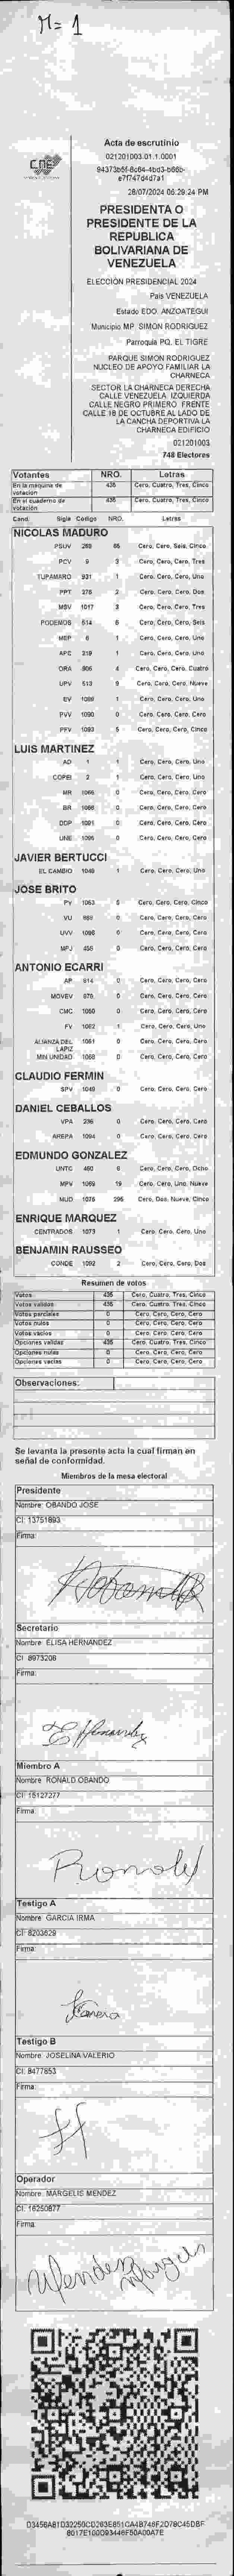 M= 1
CNE
Acta de escrutinio
021201003.01.1.0001
28/07/2024 06:29:24 PM
PRESIDENTA O
PRESIDENTE DE LA
REPUBLICA
BOLIVARIANA DE
VENEZUELA
ELECCIÓN PRESIDENCIAL 2024
País VENEZUELA
Estado EDO. ANZOATEGUI
Municipio MP. SIMON RODRIGUEZ
Parroquia PQ. EL TIGRE
PARQUE SIMON RODRIGUEZ
NUCLEO DE APOYO FAMILIAR LA
CHARNECA
SECTOR LA CHARNECA DERECHA
CALLE VENEZUELA. IZQUIERDA
CALLE NEGRO PRIMERO. FRENTE
CALLE 18 DE OCTUBRE AL LADO DE
LA CANCHA DEPORTIVA LA
CHARNECA EDIFICIO
021201003
748 Electores
Votantes NRO. Letras
En la máquina de votación 435 Cero, Cuatro, Tres, Cinco
En el cuaderno de votación 435 Cero, Cuatro, Tres, Cinco
Cand. Sigla Código NRO. Letras
NICOLAS MADURO
PSUV 269 65 Cero, Cero, Seis, Cinco
PCV 9 3 Cero, Cero, Cero, Tres
TUPAMARO 931 1 Cero, Cero, Cero, Uno
PPT 275 2 Cero, Cero, Cero, Dos
MSV 1017 3 Cero, Cero, Cero, Tres
PODEMOS 514 6 Cero, Cero, Cero, Seis
MEP 6 1 Cero, Cero, Cero, Uno
APC 219 1 Cero, Cero, Cero, Uno
ORA 906 4 Cero, Cero, Cero, Cuatro
UPV 513 9 Cero, Cero, Cero, Nueve
EV 1089 1 Cero, Cero, Cero, Uno
PVV 1090 0 Cero, Cero, Cero, Cero
PFV 1093 5 Cero, Cero, Cero, Cinco
LUIS MARTINEZ
AD 1 1 Cero, Cero, Cero, Uno
COPEI 2 1 Cero, Cero, Cero, Uno
MR 1066 0 Cero, Cero, Cero, Cero
BR 0 Cero, Cero, Cero, Cero
DDP 1091 0 Cero, Cero, Cero, Cero
UNE 1095 0 Cero, Cero, Cero, Cero
JAVIER BERTUCCI
EL CAMBIO 1 Cero, Cero, Cero, Uno
JOSE BRITO
PV 1053 5 Cero, Cero, Cero, Cinco
VU 0 Cero, Cero, Cero, Cero
UVV 1098 0 Cero, Cero, Cero, Cero
MPJ 455 0 Cero, Cero, Cero, Cero
ANTONIO ECARRI
AP 914 0 Cero, Cero, Cero, Cero
MOVEV 970 0 Cero, Cero, Cero, Cero
CMC 1050 0 Cero, Cero, Cero, Cero
FV 1062 1 Cero, Cero, Cero, Uno
ALIANZA DEL LAPIZ 1051 0 Cero, Cero, Cero, Cero
MIN UNIDAD 1068 0 Cero, Cero, Cero, Cero
CLAUDIO FERMIN
SPV 1049 0 Cero, Cero, Cero, Cero
DANIEL CEBALLOS
VPA 236 0 Cero, Cero, Cero, Cero
AREPA 1094 0 Cero, Cero, Cero, Cero
EDMUNDO GONZALEZ
UNTC 460 8 Cero, Cero, Cero, Ocho
MPV 1069 19 Cero, Cero, Uno, Nueve
MUD 1076 295 Cero, Dos, Nueve, Cinco
ENRIQUE MARQUEZ
CENTRADOS 1073 1 Cero, Cero, Cero, Uno
BENJAMIN RAUSSEO
CONDE 1092 2 Cero, Cero, Cero, Dos
Resumen de votos
Votos 435 Cero, Cuatro, Tres, Cinco
Votos válidos 435 Cero, Cuatro, Tres, Cinco
Votos parciales 0 Cero, Cero, Cero, Cero
Votos nulos 0 Cero, Cero, Cero, Cero
Votos vacíos 0 Cero, Cero, Cero, Cero
Opciones válidas 435 Cero, Cuatro, Tres, Cinco
Opciones nulas 0 Cero, Cero, Cero, Cero
Opciones vacías 0 Cero, Cero, Cero, Cero
Observaciones:
Se levanta la presente acta la cual firman en
señal de conformidad.
Miembros de la mesa electoral
Presidente
Nombre: OBANDO JOSE
CI: 13751893
Firma:
Secretario
Nombre: ELISA HERNANDEZ
CI: 8973208
Firma:
E Hernandez
Miembro A
Nombre: RONALD OBANDO
CI: 15127277
Firma:
Ronald
Testigo A
Nombre: GARCIA IRMA
CI: 8203629
Firma:
Testigo B
Nombre: JOSELINA VALERIO
CI: 8477653
Firma:
Operador
Nombre: MARGELIS MENDEZ
CI: 16250877
Firma:
Mendez Margelis